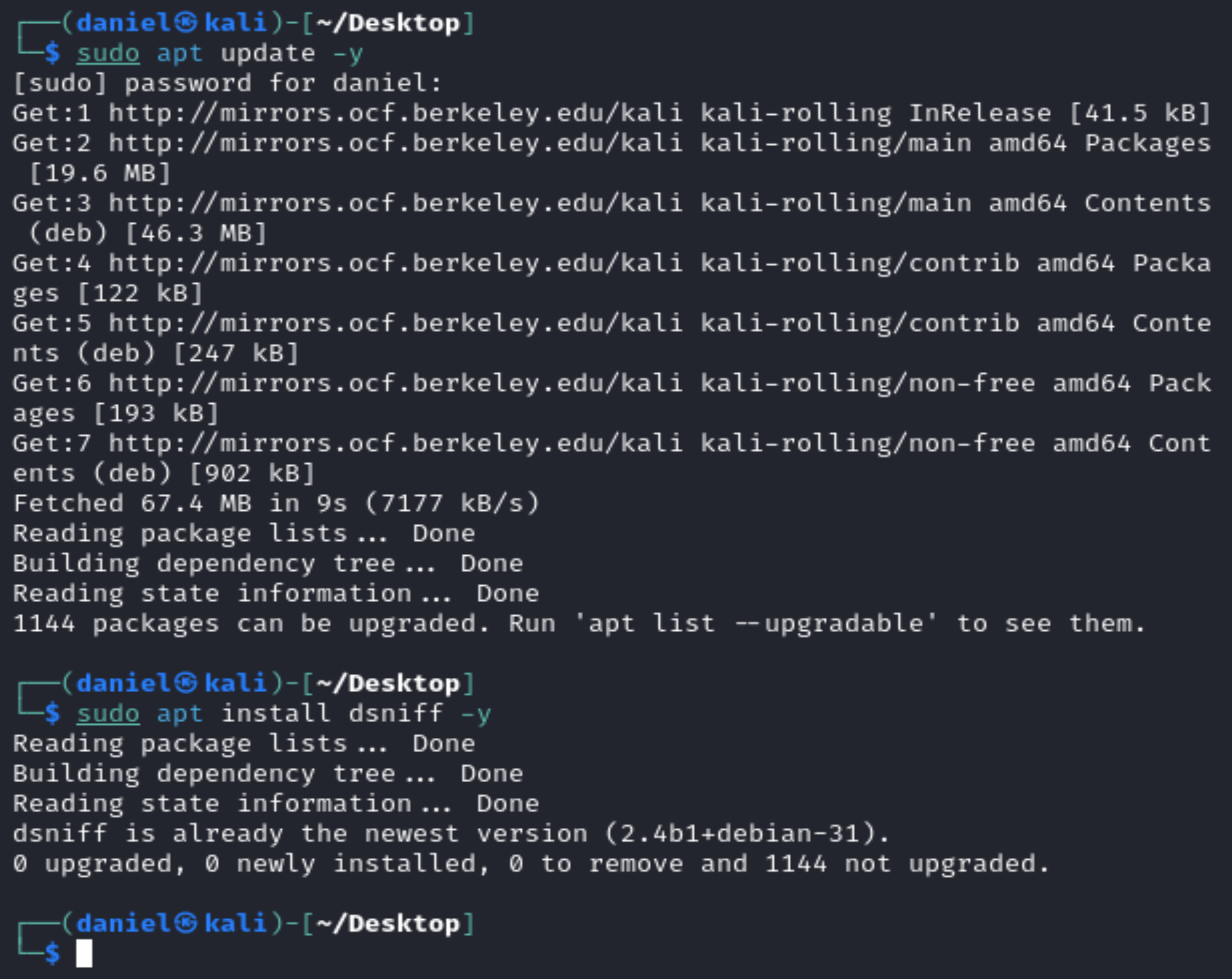 ┌──(daniel㉿kali)-[~/Desktop]
└─$ sudo apt update -y
[sudo] password for daniel:
Get:1 http://mirrors.ocf.berkeley.edu/kali kali-rolling InRelease [41.5 kB]
Get:2 http://mirrors.ocf.berkeley.edu/kali kali-rolling/main amd64 Packages
 [19.6 MB]
Get:3 http://mirrors.ocf.berkeley.edu/kali kali-rolling/main amd64 Contents
 (deb) [46.3 MB]
Get:4 http://mirrors.ocf.berkeley.edu/kali kali-rolling/contrib amd64 Packa
ges [122 kB]
Get:5 http://mirrors.ocf.berkeley.edu/kali kali-rolling/contrib amd64 Conte
nts (deb) [247 kB]
Get:6 http://mirrors.ocf.berkeley.edu/kali kali-rolling/non-free amd64 Pack
ages [193 kB]
Get:7 http://mirrors.ocf.berkeley.edu/kali kali-rolling/non-free amd64 Cont
ents (deb) [902 kB]
Fetched 67.4 MB in 9s (7177 kB/s)
Reading package lists... Done
Building dependency tree... Done
Reading state information... Done
1144 packages can be upgraded. Run 'apt list --upgradable' to see them.
┌──(daniel㉿kali)-[~/Desktop]
└─$ sudo apt install dsniff -y
Reading package lists... Done
Building dependency tree... Done
Reading state information... Done
dsniff is already the newest version (2.4b1+debian-31).
0 upgraded, 0 newly installed, 0 to remove and 1144 not upgraded.
┌──(daniel㉿kali)-[~/Desktop]
└─$